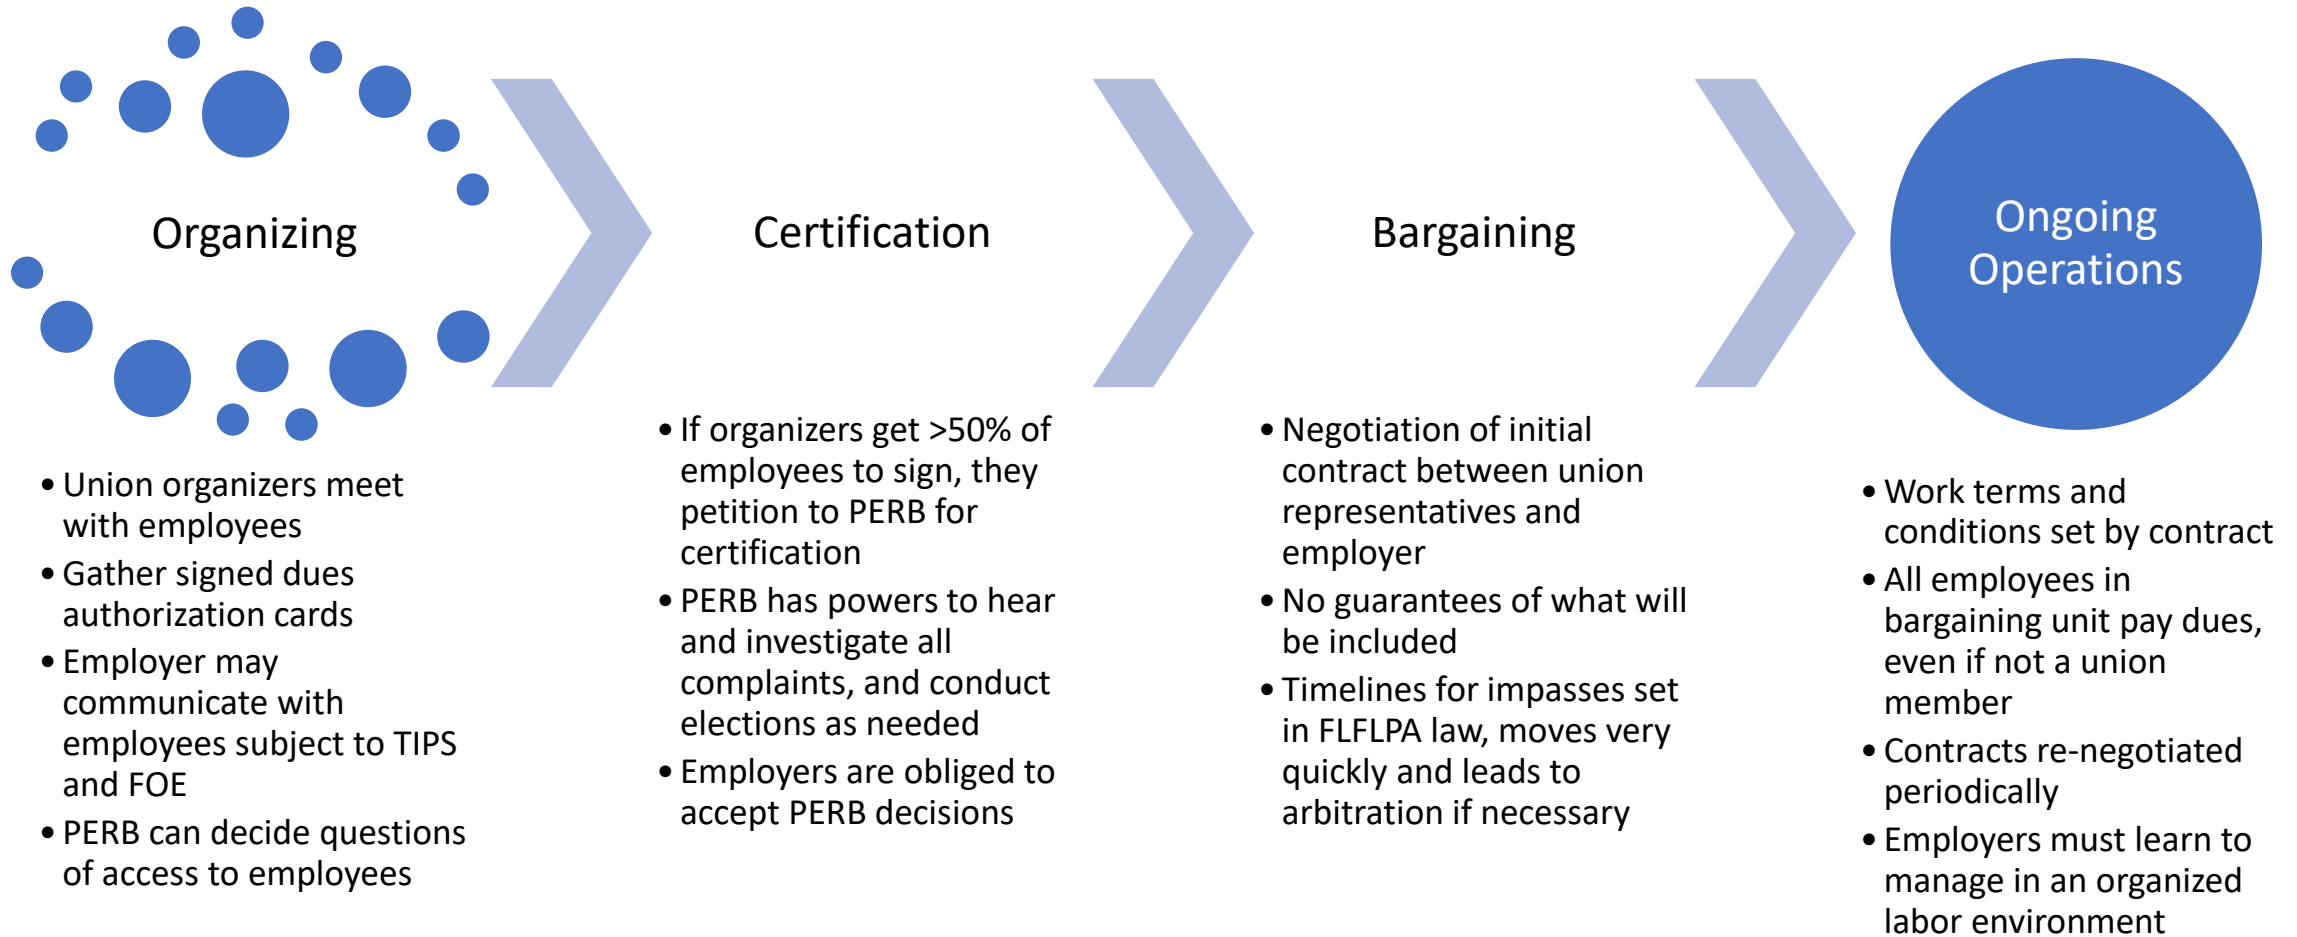 Organizing
• Union organizers meet
with employees
• Gather signed dues
authorization cards
• Employer may
communicate with
employees subject to TIPS
and FOE
• PERB can decide questions
of access to employees
Certification
• If organizers get >50% of
employees to sign, they
petition to PERB for
certification
• PERB has powers to hear
and investigate all
complaints, and conduct
elections as needed
• Employers are obliged to
accept PERB decisions
Bargaining
• Negotiation of initial
contract between union
representatives and
employer
• No guarantees of what will
be included
• Timelines for impasses set
in FLFLPA law, moves very
quickly and leads to
arbitration if necessary
Ongoing
Operations
• Work terms and
conditions set by contract
• All employees in
bargaining unit pay dues,
even if not a union
member
• Contracts re-negotiated
periodically
• Employers must learn to
manage in an organized
labor environment